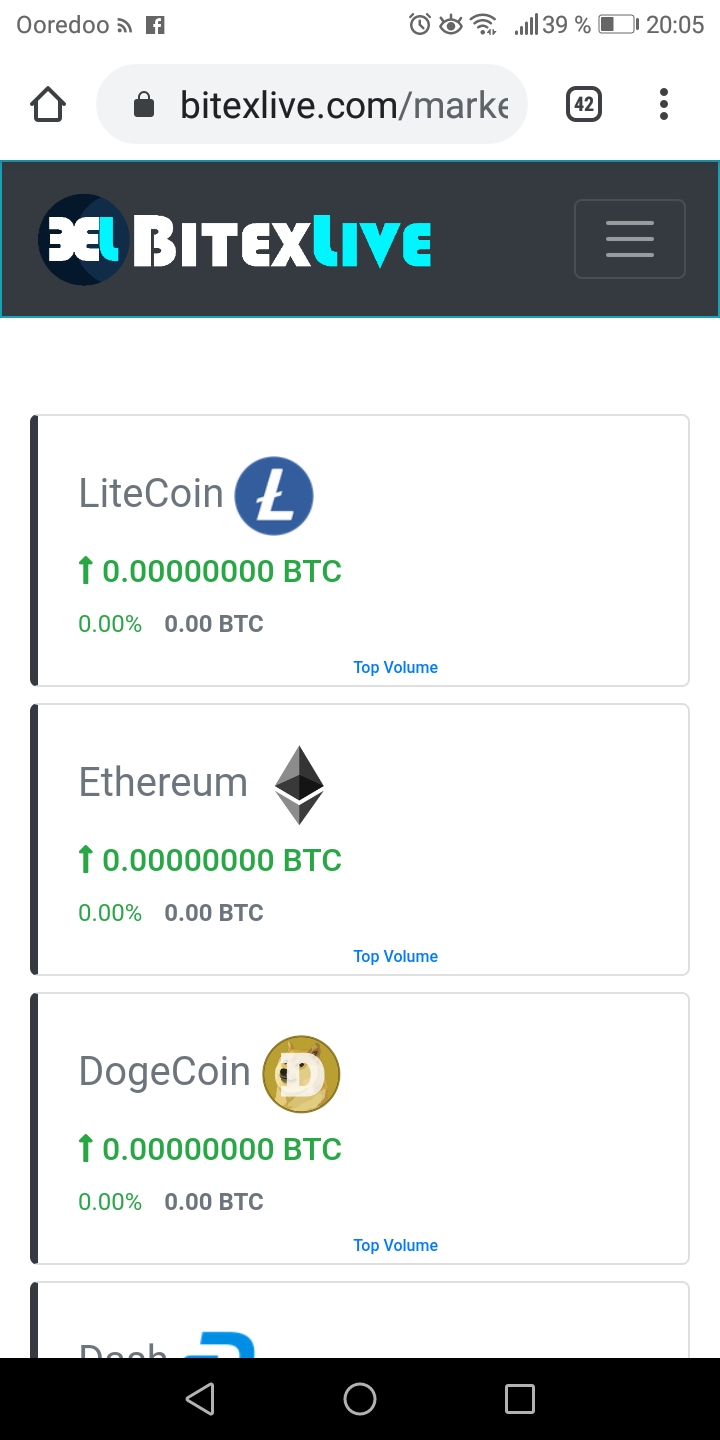 Ooredoo 39 % 20:05
bitexlive.com/marke 42
BITEXLIVE
LiteCoin
0.00000000 BTC
0.00% 0.00 BTC
Top Volume
Ethereum
0.00000000 BTC
0.00% 0.00 BTC
Top Volume
DogeCoin
0.00000000 BTC
0.00% 0.00 BTC
Top Volume
Dash